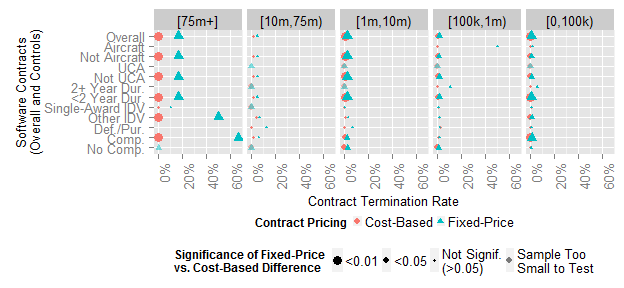 [75m+] [10m,75m) [1m,10m) [100k,1m) [0,100k)
Software Contracts
(Overall and Controls)
Overall
Aircraft
Not Aircraft
UCA
Not UCA
2+ Year Dur.
<2 Year Dur.
Single-Award IDV
Other IDV
Def./Pur.
Comp.
No Comp.
0% 20% 40% 60% 0% 20% 40% 60% 0% 20% 40% 60% 0% 20% 40% 60% 0% 20% 40% 60%
Contract Termination Rate
Contract Pricing Cost-Based Fixed-Price
Significance of Fixed-Price
vs. Cost-Based Difference
<0.01
<0.05
Not Signif.
(>0.05)
Sample Too
Small to Test